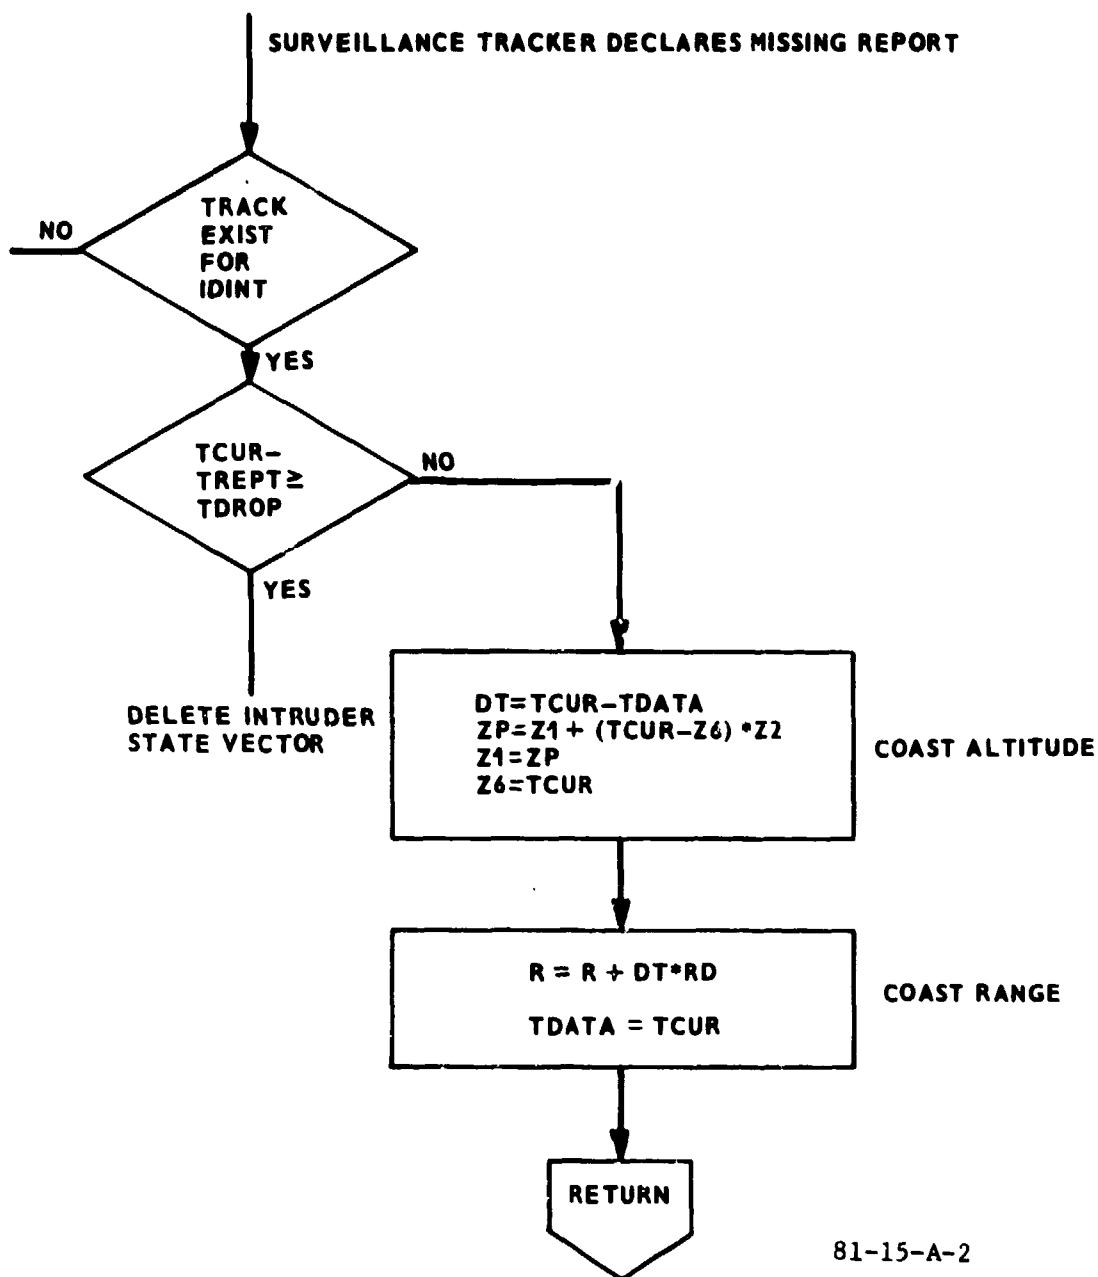 SURVEILLANCE TRACKER DECLARES MISSING REPORT
TRACK
EXIST
FOR
IDINT
NO
YES
TCUR-
TREPT≥
TDROP
NO
YES
DELETE INTRUDER
STATE VECTOR
DT=TCUR-TDATA
ZP=Z1 + (TCUR-Z6) *Z2
Z1=ZP
Z6=TCUR
COAST ALTITUDE
R = R + DT*RD
TDATA = TCUR
COAST RANGE
RETURN
81-15-A-2